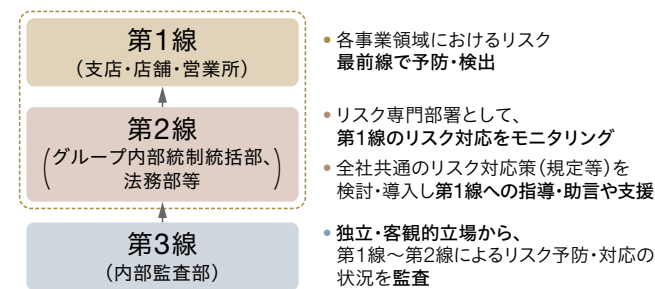 第1線
（支店・店舗・営業所）
• 各事業領域におけるリスク
最前線で予防・検出
第2線
（グループ内部統制統括部、
法務部等）
• リスク専門部署として、
第1線のリスク対応をモニタリング
• 全社共通のリスク対応策（規定等）を
検討・導入し第1線への指導・助言や支援
第3線
（内部監査部）
• 独立・客観的立場から、
第1線～第2線によるリスク予防・対応の
状況を監査